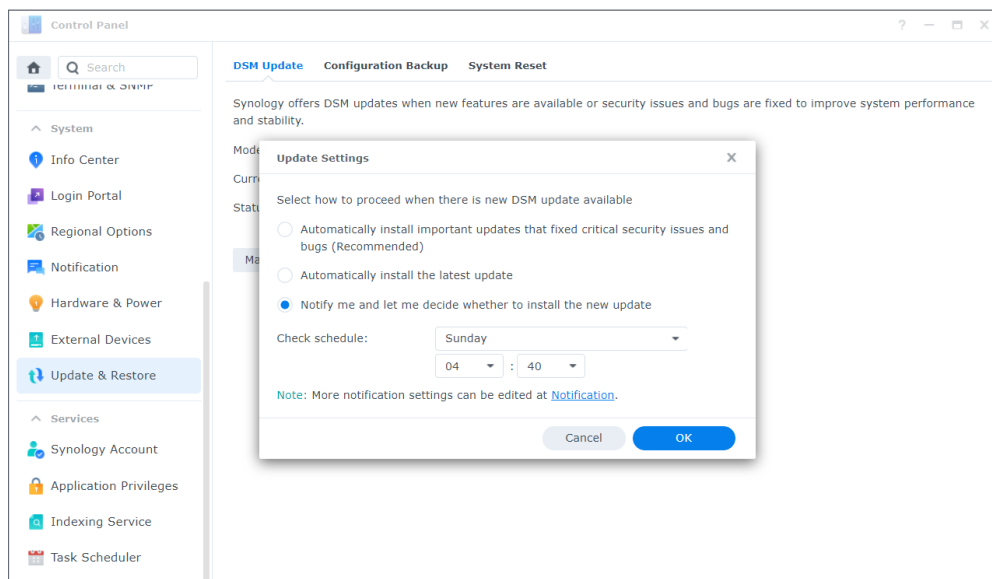 Control Panel
Search
Terminal & SNMP
System
Info Center
Login Portal
Regional Options
Notification
Hardware & Power
External Devices
Update & Restore
Services
Synology Account
Application Privileges
Indexing Service
Task Scheduler
DSM Update Configuration Backup System Reset
Synology offers DSM updates when new features are available or security issues and bugs are fixed to improve system performance
and stability.
Update Settings
Select how to proceed when there is new DSM update available
Automatically install important updates that fixed critical security issues and
bugs (Recommended)
Automatically install the latest update
Notify me and let me decide whether to install the new update
Check schedule: Sunday
04 : 40
Note: More notification settings can be edited at Notification.
Cancel OK